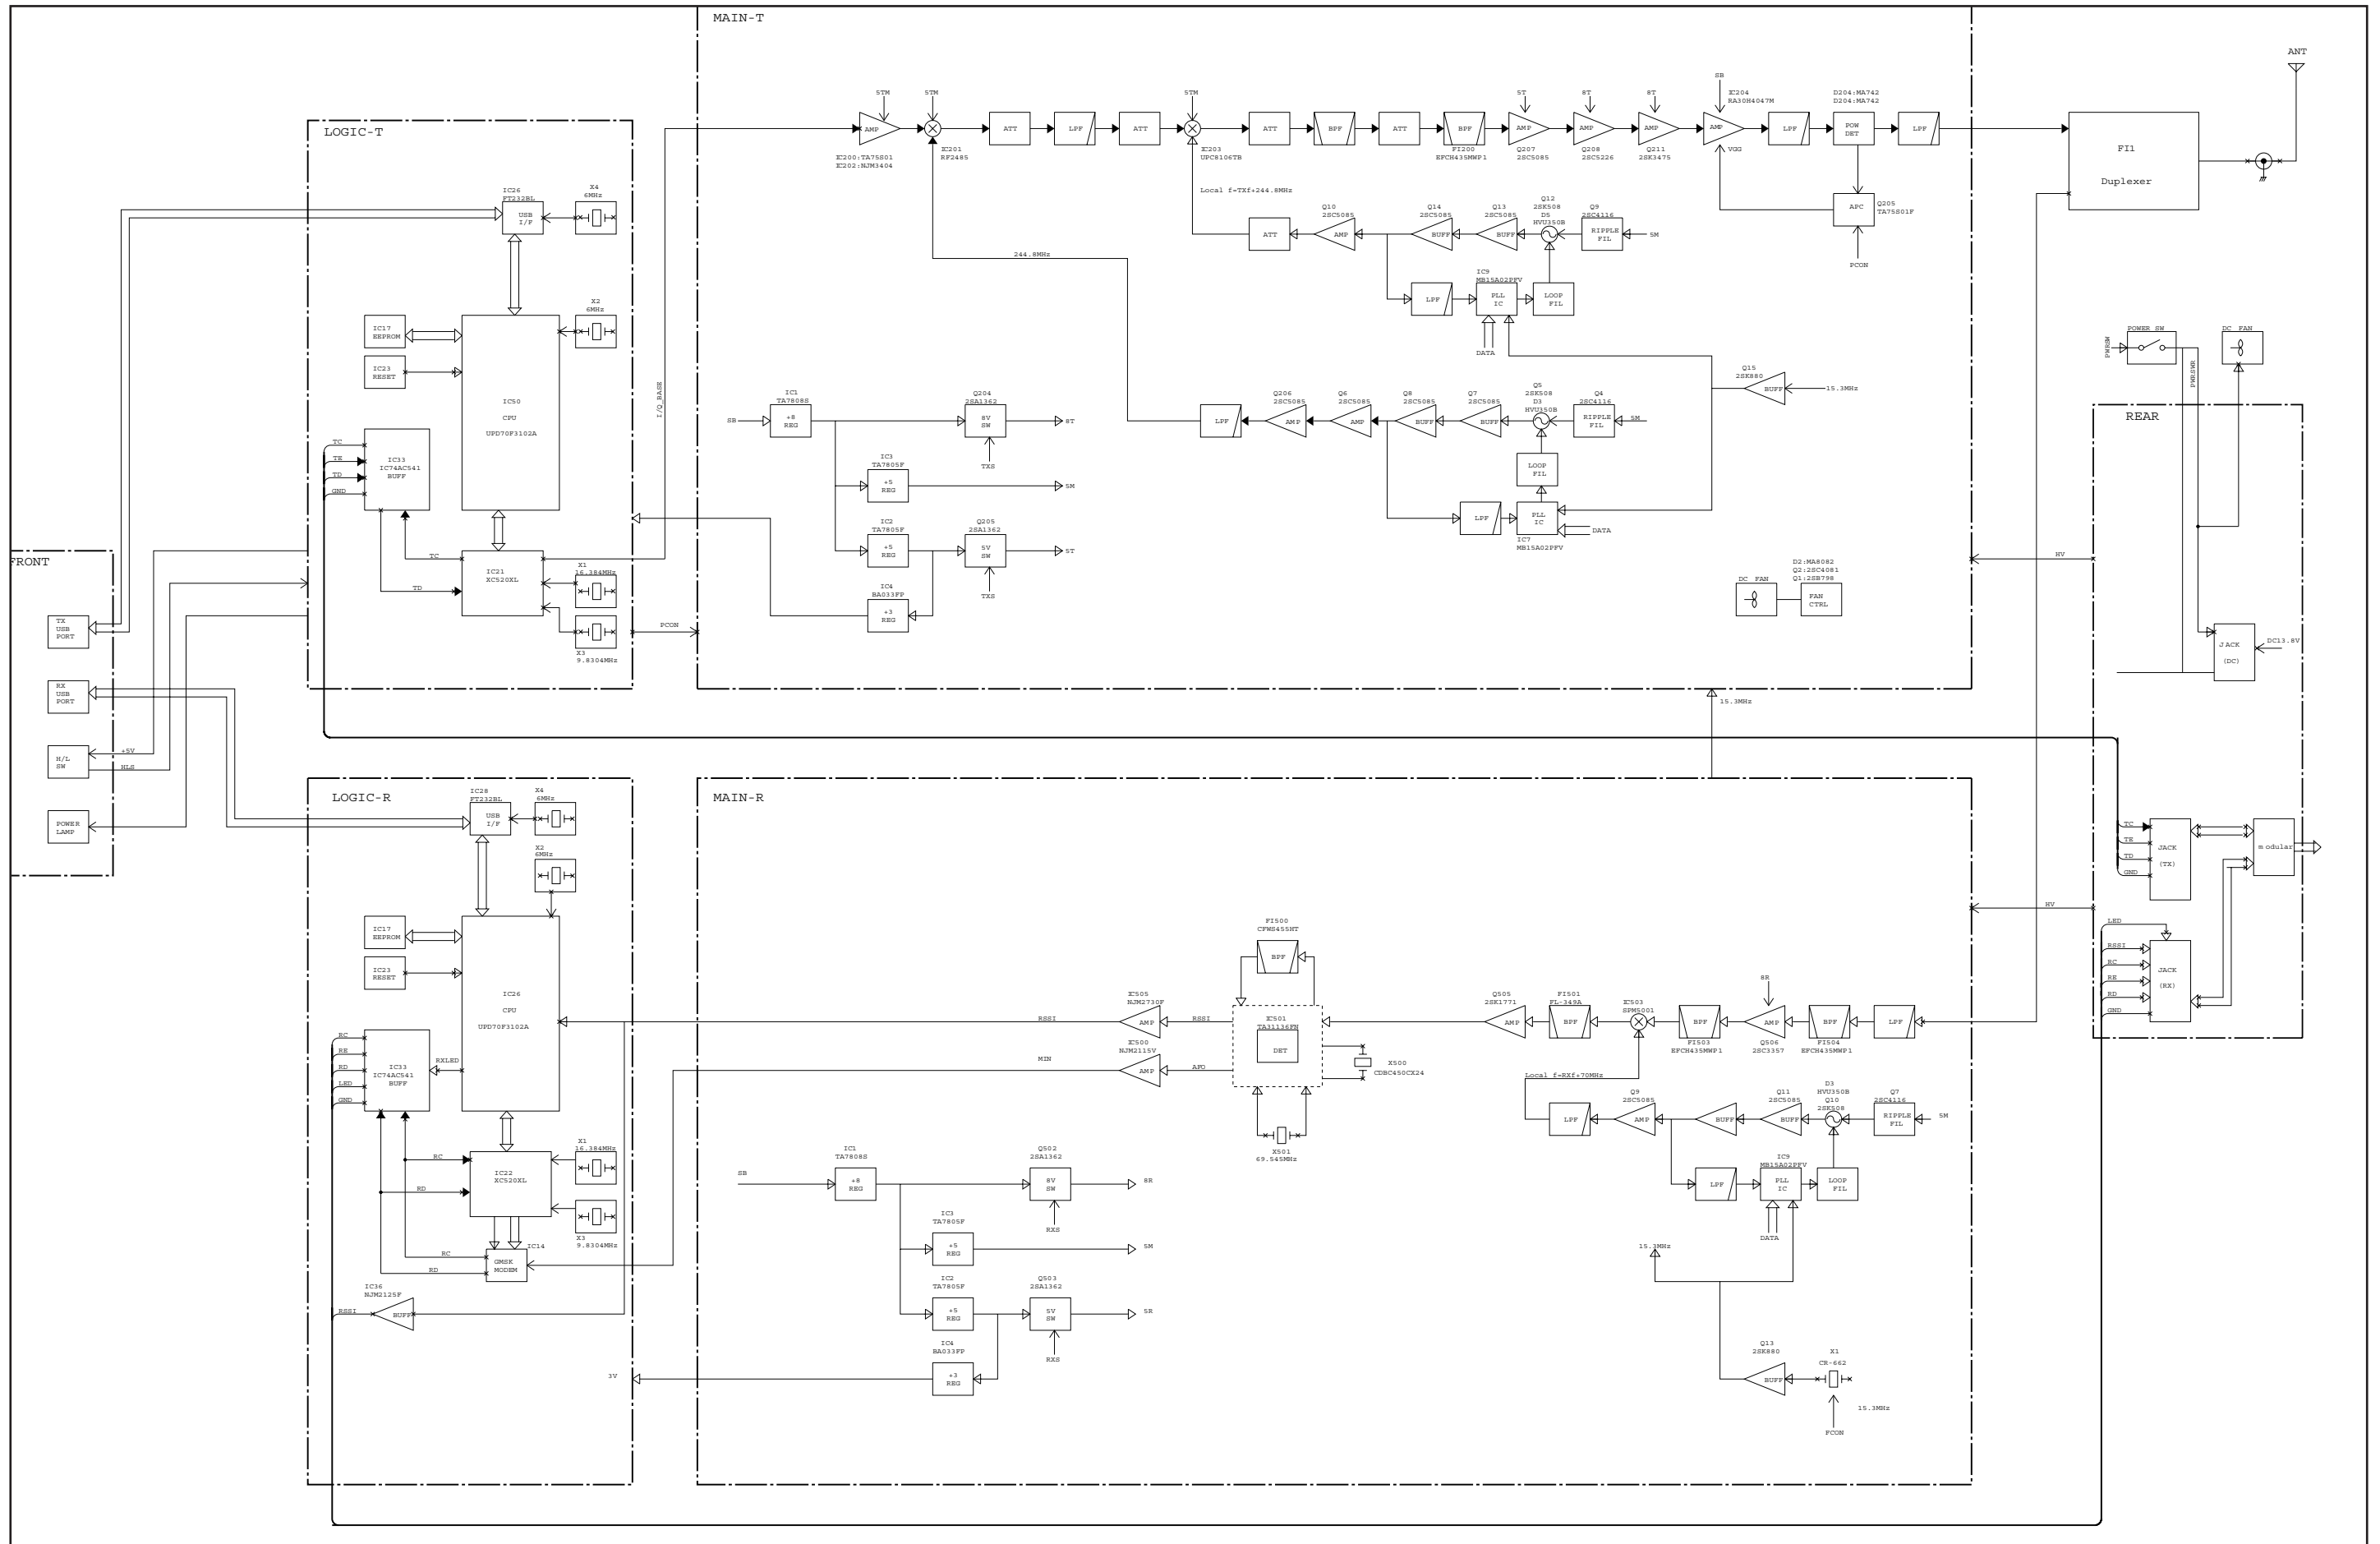 MAIN-T
ANT
LOGIC-T
5TM
5TM
5TM
5T
8T
8T
SB
IC204
RA30H4047M
D204:MA742
D204:MA742
AMP
ATT
LPF
ATT
ATT
BPF
ATT
BPF
AMP
AMP
AMP
AMP
LPF
POW
DET
LPF
FI1
Duplexer
IC200:TA75S01
IC202:NJM3404
IC201
RF2485
IC203
UPC8106TB
FI200
EFCH435MWP1
Q207
2SC5085
Q208
2SC5226
Q211
2SK3475
VGG
Local f=TXf+244.8MHz
APC
Q205
TA75S01F
PCON
IC26
FT232BL
USB
I/F
X4
6MHz
Q10
2SC5085
Q14
2SC5085
Q13
2SC5085
Q12
2SK508
D5
HVU350B
Q9
2SC4116
ATT
AMP
BUFF
BUFF
RIPPLE
FIL
5M
244.8MHz
IC9
MB15A02PFV
LPF
PLL
IC
LOOP
FIL
DATA
IC17
EEPROM
IC23
RESET
X2
6MHz
IC50
CPU
UPD70F3102A
I/Q_BASE
POWER SW
DC FAN
PWRSW
PWRSWR
Q15
2SK880
BUFF
15.3MHz
IC1
TA7808S
SB
+8
REG
Q204
2SA1362
8V
SW
8T
TXS
Q206
2SC5085
Q6
2SC5085
Q8
2SC5085
Q7
2SC5085
Q5
2SK508
D3
HVU350B
Q4
2SC4116
LPF
AMP
AMP
BUFF
BUFF
RIPPLE
FIL
5M
REAR
TC
TE
TD
GND
IC33
IC74AC541
BUFF
IC3
TA7805F
+5
REG
5M
LOOP
FIL
LPF
PLL
IC
DATA
IC7
MB15A02PFV
IC2
TA7805F
+5
REG
Q205
2SA1362
5V
SW
5T
TXS
FRONT
TC
TD
IC21
XC520XL
X1
16.384MHz
X3
9.8304MHz
IC4
BA033FP
+3
REG
HV
D2:MA8082
Q2:2SC4081
Q1:2SB798
DC FAN
FAN
CTRL
PCON
TX
USB
PORT
JACK
(DC)
DC13.8V
RX
USB
PORT
15.3MHz
H/L
SW
+5V
HLS
POWER
LAMP
LOGIC-R
MAIN-R
IC28
FT232BL
USB
I/F
X4
6MHz
X2
6MHz
TC
TE
TD
GND
JACK
(TX)
modular
HV
LED
RSSI
RC
RE
RD
GND
JACK
(RX)
IC17
EEPROM
IC23
RESET
IC26
CPU
UPD70F3102A
FI500
CFWS455HT
BPF
IC505
NJM2730F
RSSI
AMP
RSSI
IC501
TA31136FN
DET
Q505
2SK1771
AMP
FI501
FL-349A
BPF
IC503
SPM5001
8R
BPF
AMP
BPF
LPF
FI503
EFCH435MWP1
Q506
2SC3357
FI504
EFCH435MWP1
RC
RE
RD
LED
GND
IC33
IC74AC541
BUFF
RXLED
IC500
NJM2115V
MIN
AMP
AFO
X500
CDBC450CX24
Local f=RXf+70MHz
X501
69.545MHz
Q9
2SC5085
Q11
2SC5085
D3
HVU350B
Q10
2SK508
Q7
2SC4116
LPF
AMP
BUFF
BUFF
RIPPLE
FIL
5M
IC9
MB15A02PFV
LPF
PLL
IC
LOOP
FIL
DATA
RC
RD
IC22
XC520XL
X1
16.384MHz
X3
9.8304MHz
IC1
TA7808S
SB
+8
REG
Q502
2SA1362
8V
SW
8R
RXS
RC
RD
IC14
GMSK
MODEM
IC3
TA7805F
+5
REG
5M
15.3MHz
IC36
NJM2125F
RSSI
BUFF
IC2
TA7805F
+5
REG
Q503
2SA1362
5V
SW
5R
RXS
3V
IC4
BA033FP
+3
REG
Q13
2SK880
BUFF
X1
CR-662
15.3MHz
FCON